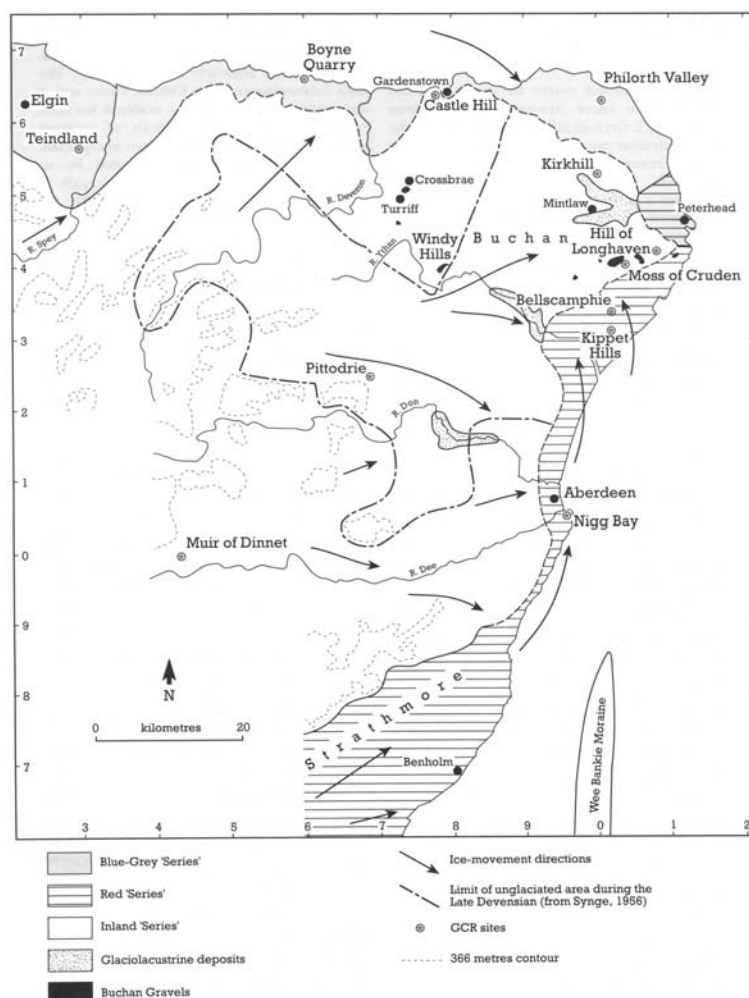 7
6
5
4
3
2
1
0
9
8
7
Boyne
Quarry
Gardenstown
Castle Hill
Philorth Valley
Elgin
Teindland
R. Spey
R. Deveron
Crossbrae
Turriff
Kirkhill
Mintlaw
Peterhead
R. Ythan
Windy
Hills
Buchan
Hill of
Longhaven
Moss of Cruden
Bellscamphie
Kippet
Hills
Pittodrie
R. Don
Aberdeen
Nigg Bay
Muir of Dinnet
R. Dee
N
0 kilometres 20
Strathmore
Benholm
Wee Bankie Moraine
3 4 5 6 7 8 9 0 1 2
Blue-Grey 'Series'
Red 'Series'
Inland 'Series'
Glaciolacustrine deposits
Buchan Gravels
Ice-movement directions
Limit of unglaciated area during the
Late Devensian (from Synge, 1956)
GCR sites
366 metres contour